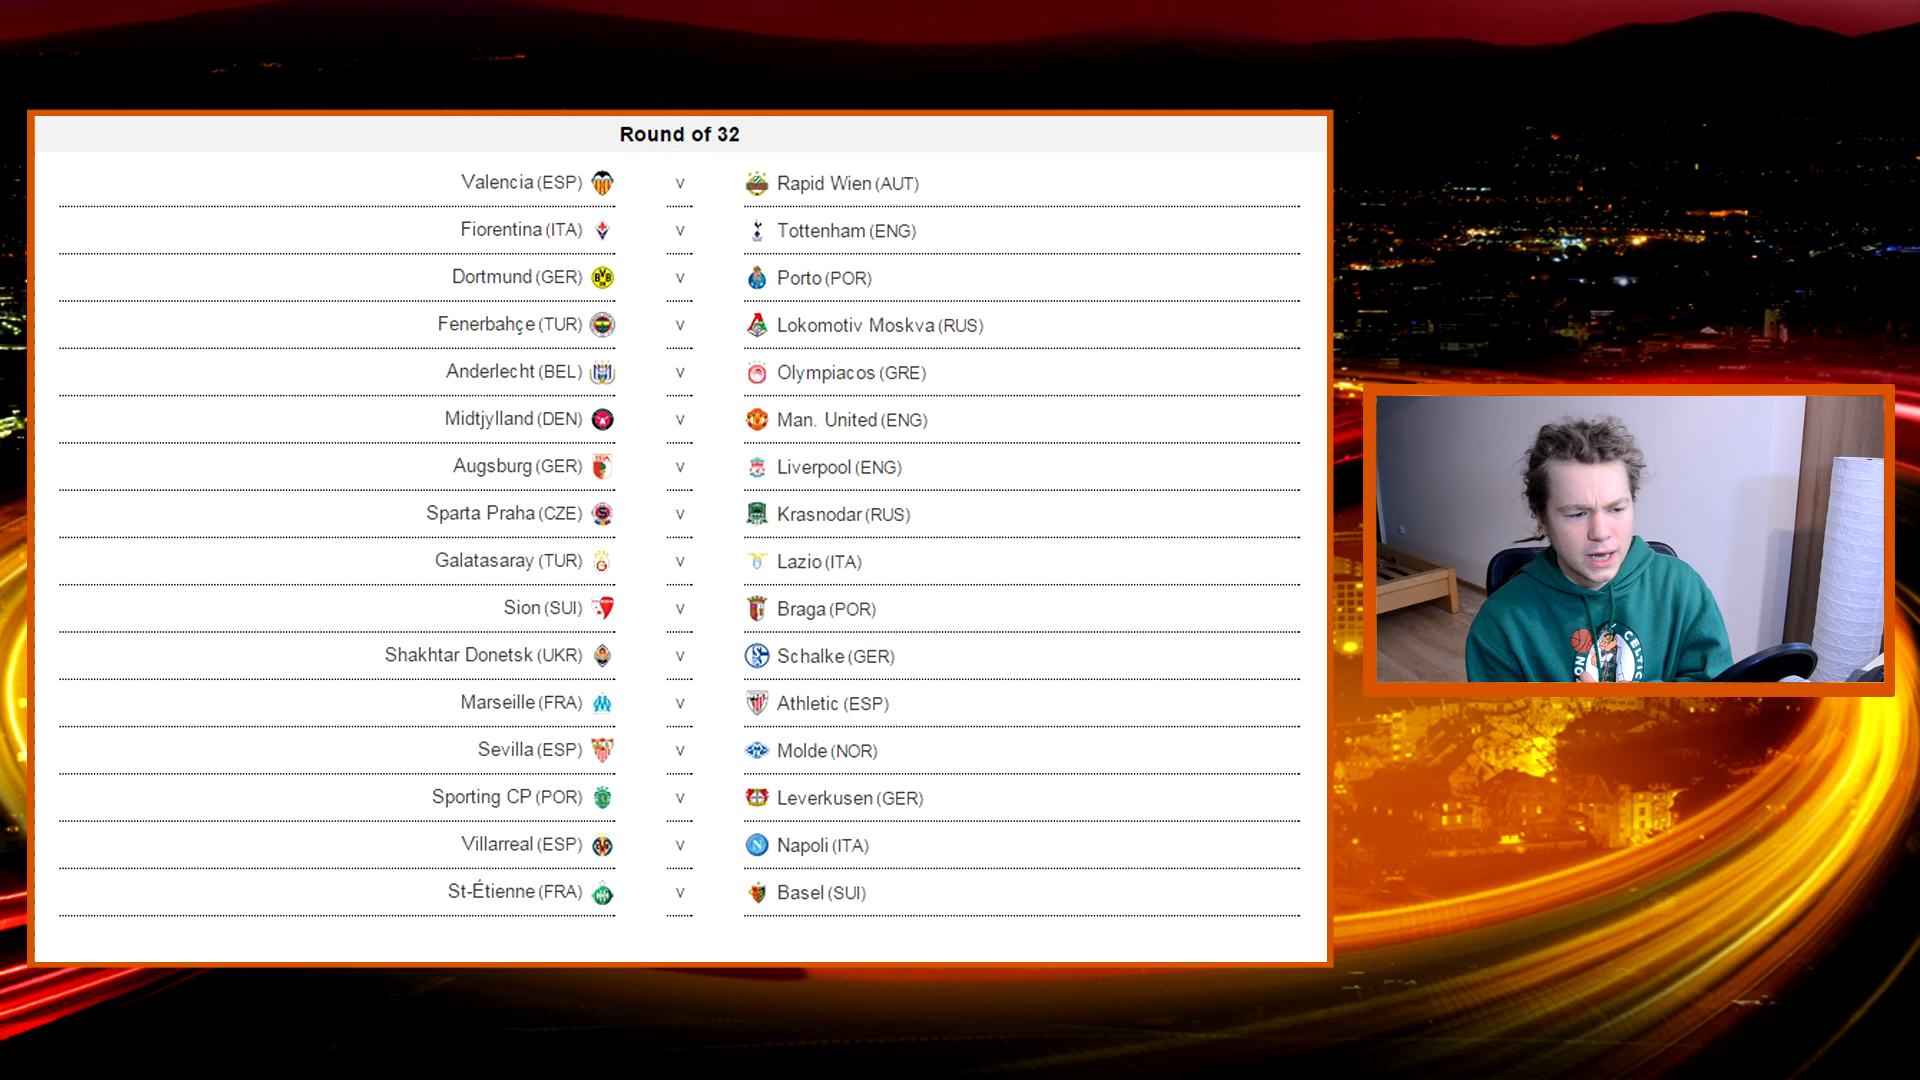 Round of 32
Valencia (ESP) v Rapid Wien (AUT)
Fiorentina (ITA) v Tottenham (ENG)
Dortmund (GER) v Porto (POR)
Fenerbahçe (TUR) v Lokomotiv Moskva (RUS)
Anderlecht (BEL) v Olympiacos (GRE)
Midtjylland (DEN) v Man. United (ENG)
Augsburg (GER) v Liverpool (ENG)
Sparta Praha (CZE) v Krasnodar (RUS)
Galatasaray (TUR) v Lazio (ITA)
Sion (SUI) v Braga (POR)
Shakhtar Donetsk (UKR) v Schalke (GER)
Marseille (FRA) v Athletic (ESP)
Sevilla (ESP) v Molde (NOR)
Sporting CP (POR) v Leverkusen (GER)
Villarreal (ESP) v Napoli (ITA)
St-Étienne (FRA) v Basel (SUI)